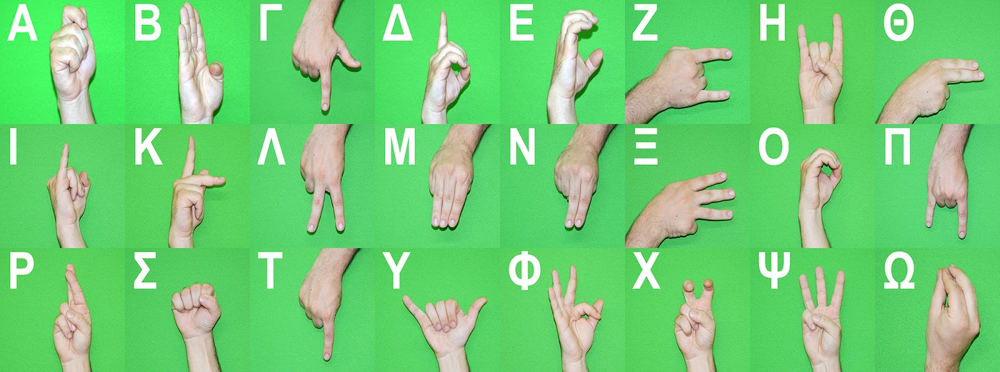 Α Β Γ Δ Ε Ζ Η Θ
Ι Κ Λ Μ Ν Ξ Ο Π
Ρ Σ Τ Υ Φ Χ Ψ Ω